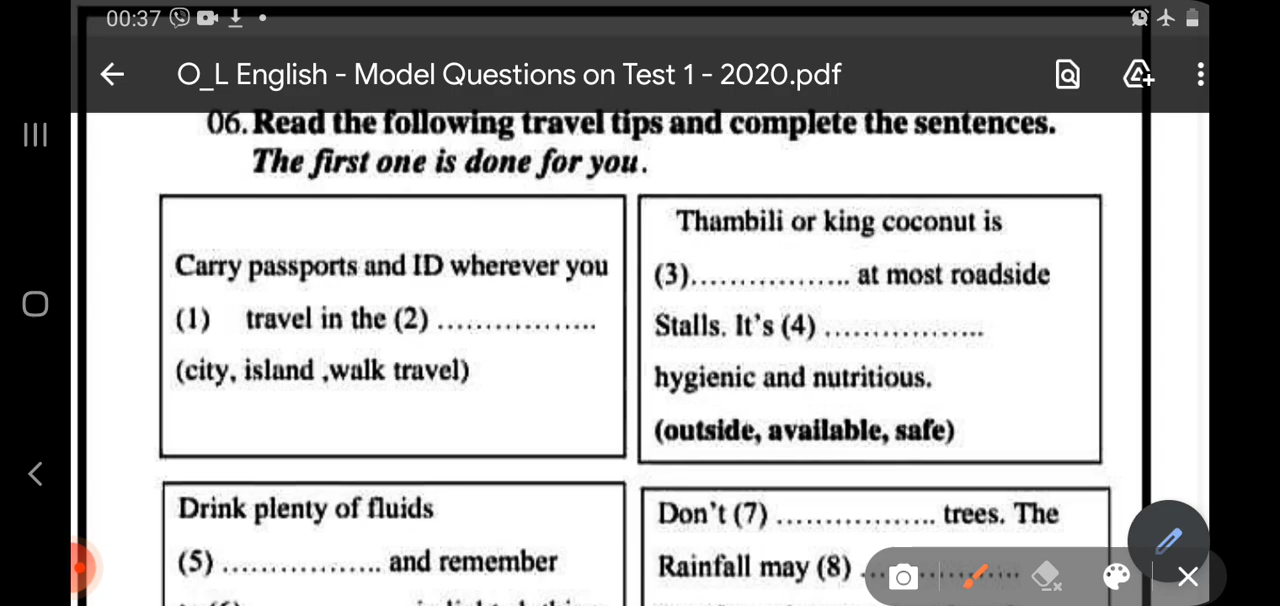 00:37
O_L English - Model Questions on Test 1 - 2020.pdf
06. Read the following travel tips and complete the sentences.
The first one is done for you.
Carry passports and ID wherever you
(1) travel in the (2) .................
(city, island ,walk travel)
Thambili or king coconut is
(3)................. at most roadside
Stalls. It's (4) .................
hygienic and nutritious.
(outside, available, safe)
Drink plenty of fluids
(5) ................. and remember
Don't (7) ................. trees. The
Rainfall may (8) .................